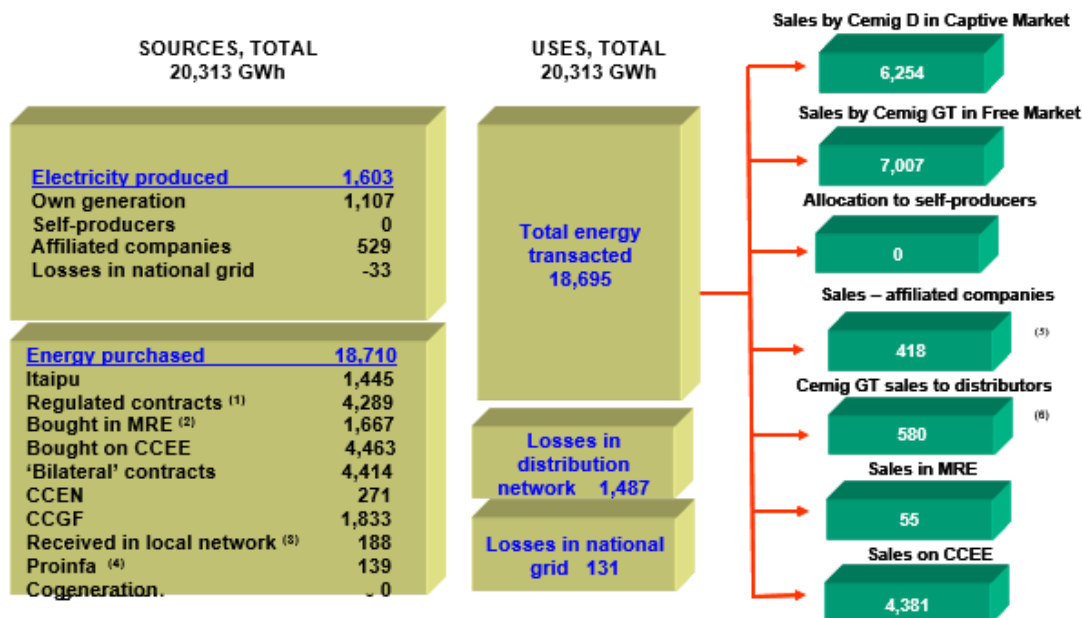 SOURCES, TOTAL
20,313 GWh
Electricity produced 1,603
Own generation 1,107
Self-producers 0
Affiliated companies 529
Losses in national grid -33
Energy purchased 18,710
Itaipu 1,445
Regulated contracts (1) 4,289
Bought in MRE (2) 1,667
Bought on CCEE 4,463
‘Bilateral’ contracts 4,414
CCEN 271
CCGF 1,833
Received in local network (3) 188
Proinfa (4) 139
Cogeneration. - 0
USES, TOTAL
20,313 GWh
Total energy
transacted
18,695
Losses in
distribution
network 1,487
Losses in national
grid 131
Sales by Cemig D in Captive Market
6,254
Sales by Cemig GT in Free Market
7,007
Allocation to self-producers
0
Sales – affiliated companies
418 (5)
Cemig GT sales to distributors
580 (6)
Sales in MRE
55
Sales on CCEE
4,381